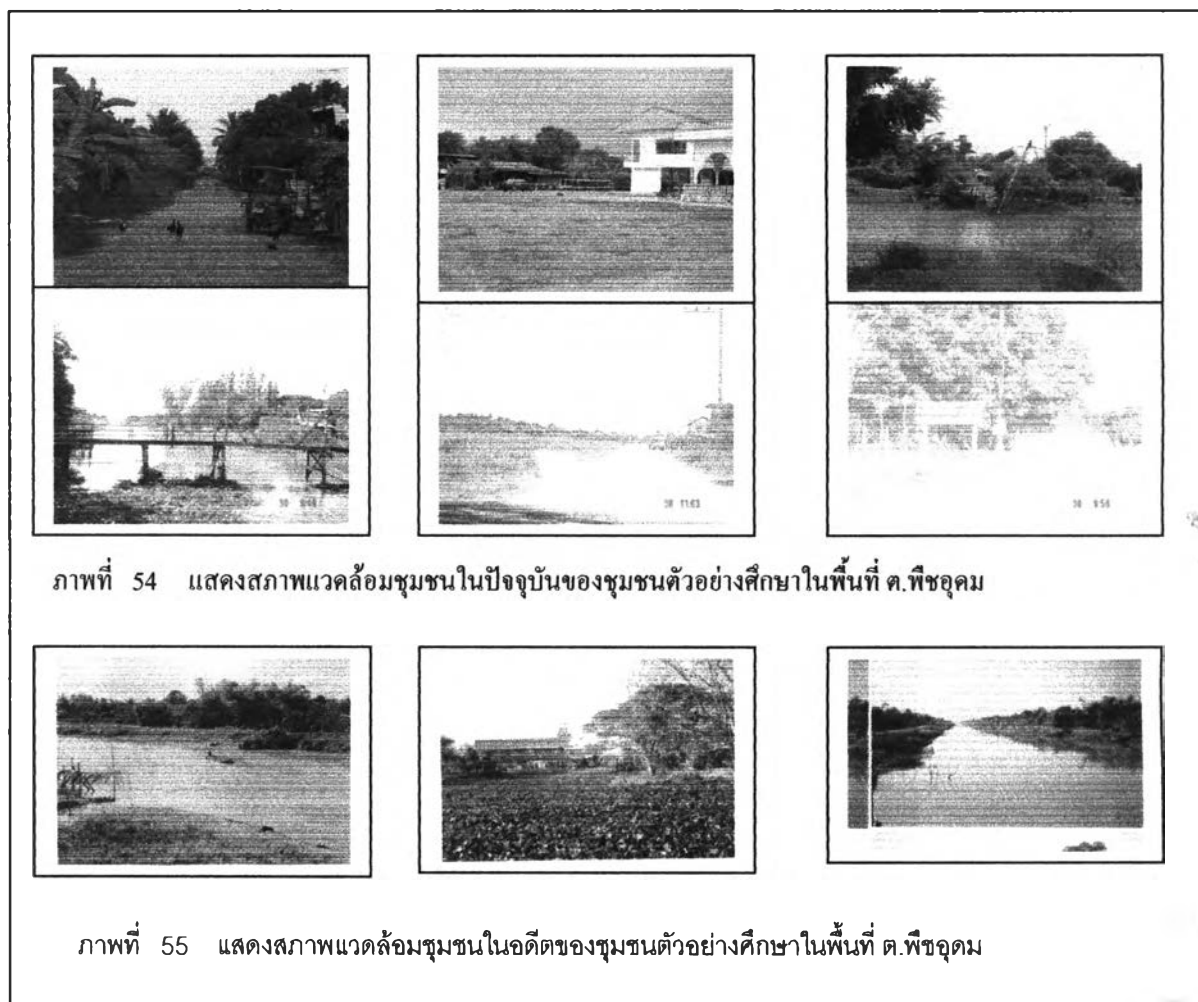 ภาพที่ 54 แสดงสภาพแวดล้อมชุมชนในปัจจุบันของชุมชนตัวอย่างศึกษาในพื้นที่ ต.พืชอุดม
ภาพที่ 55 แสดงสภาพแวดล้อมชุมชนในอดีตของชุมชนตัวอย่างศึกษาในพื้นที่ ต.พืชอุดม